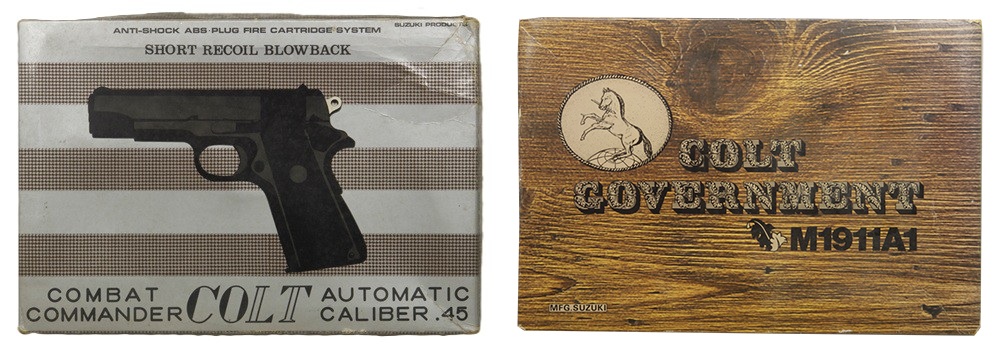 ANTI-SHOCK ABS-PLUG FIRE CARTRIDGE SYSTEM
SUZUKI PRODUCTS
SHORT RECOIL BLOWBACK
COMBAT COMMANDER
COLT
AUTOMATIC CALIBER .45
COLT
GOVERNMENT
M1911A1
MFG.SUZUKI